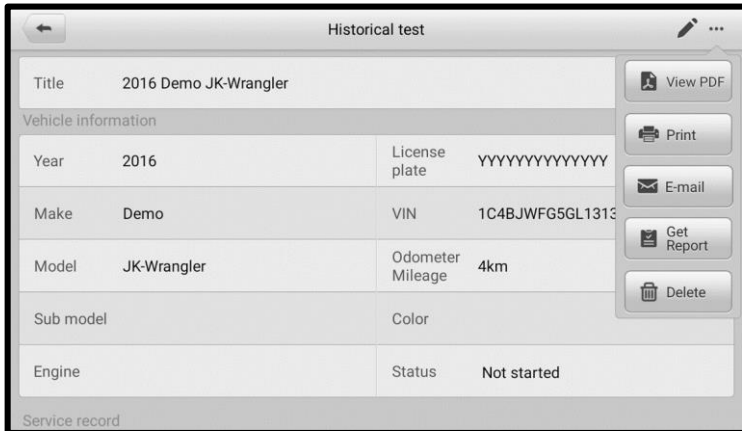 Historical test
Title 2016 Demo JK-Wrangler
View PDF
Vehicle information
Print
Year 2016 License plate YYYYYYYYYYYYYY
E-mail
Make Demo VIN 1C4BJWFG5GL1313
Get Report
Model JK-Wrangler Odometer Mileage 4km
Delete
Sub model Color
Engine Status Not started
Service record